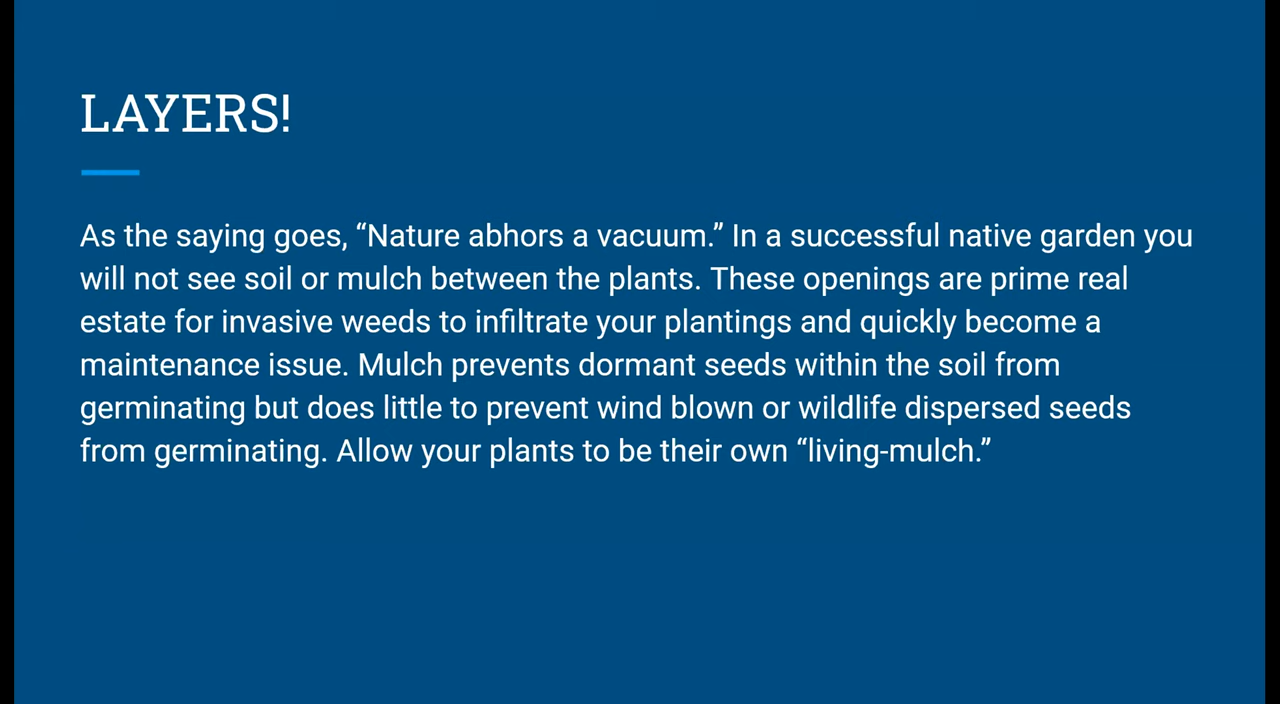 LAYERS!
As the saying goes, “Nature abhors a vacuum.” In a successful native garden you
will not see soil or mulch between the plants. These openings are prime real
estate for invasive weeds to infiltrate your plantings and quickly become a
maintenance issue. Mulch prevents dormant seeds within the soil from
germinating but does little to prevent wind blown or wildlife dispersed seeds
from germinating. Allow your plants to be their own “living-mulch.”